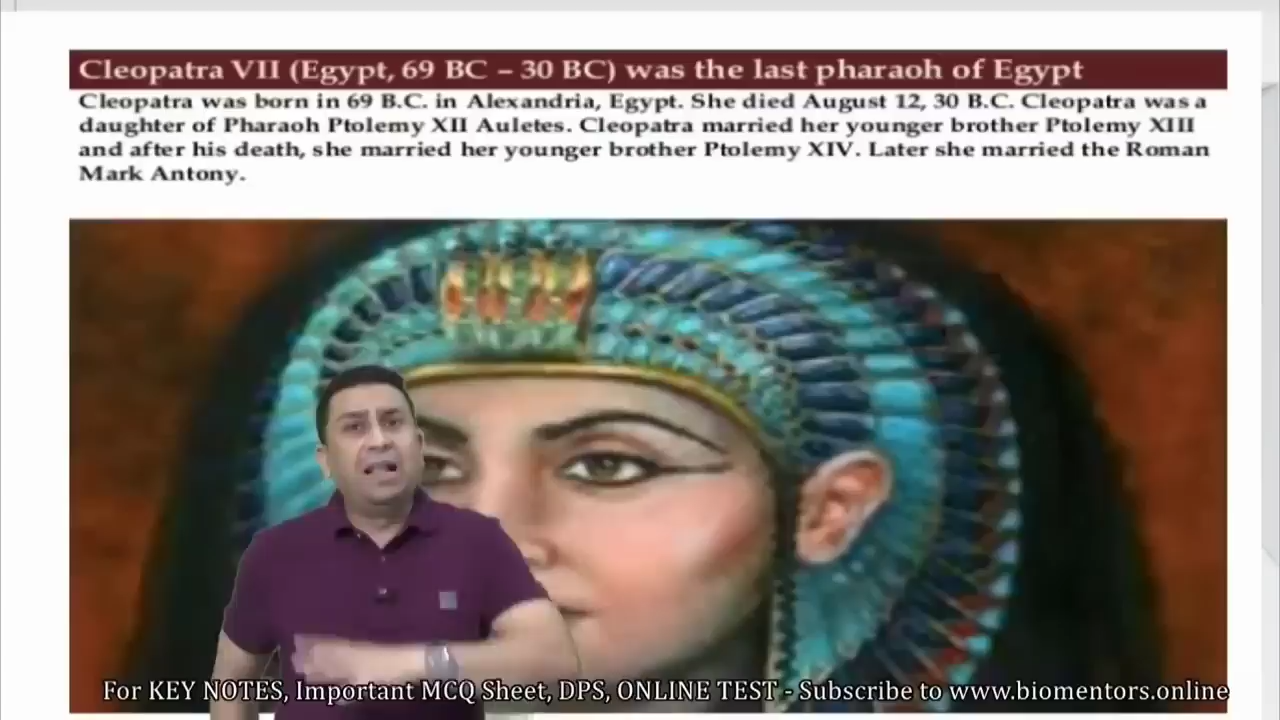 Cleopatra VII (Egypt, 69 BC – 30 BC) was the last pharaoh of Egypt
Cleopatra was born in 69 B.C. in Alexandria, Egypt. She died August 12, 30 B.C. Cleopatra was a
daughter of Pharaoh Ptolemy XII Auletes. Cleopatra married her younger brother Ptolemy XIII
and after his death, she married her younger brother Ptolemy XIV. Later she married the Roman
Mark Antony.
For KEY NOTES, Important MCQ Sheet, DPS, ONLINE TEST - Subscribe to www.biomentors.online